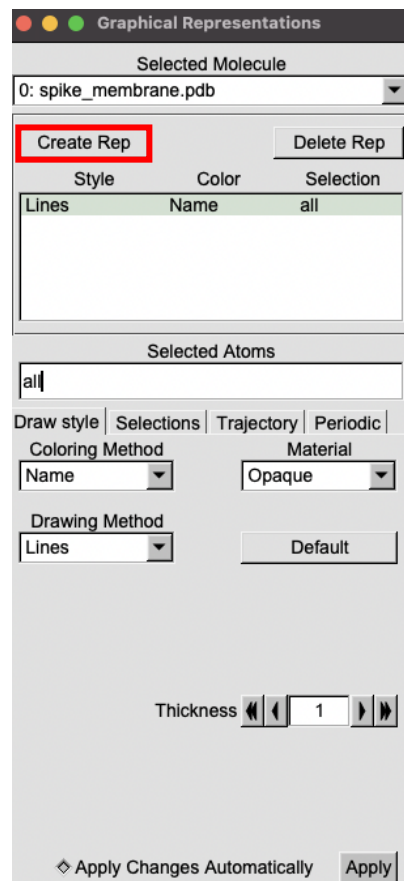 Graphical Representations
Selected Molecule
0: spike_membrane.pdb
Create Rep Delete Rep
Style Color Selection
Lines Name all
Selected Atoms
all
Draw style Selections Trajectory Periodic
Coloring Method Material
Name Opaque
Drawing Method
Lines Default
Thickness 1
Apply Changes Automatically Apply